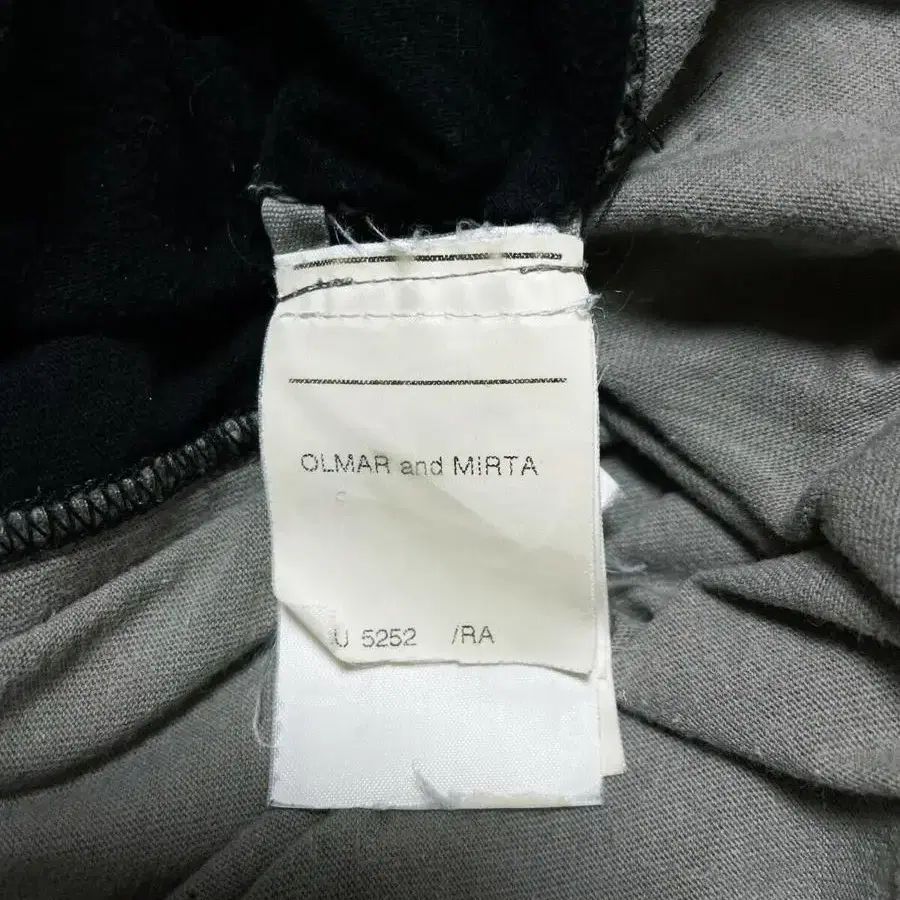 OLMAR and MIRTA
S
U 5252 /RA